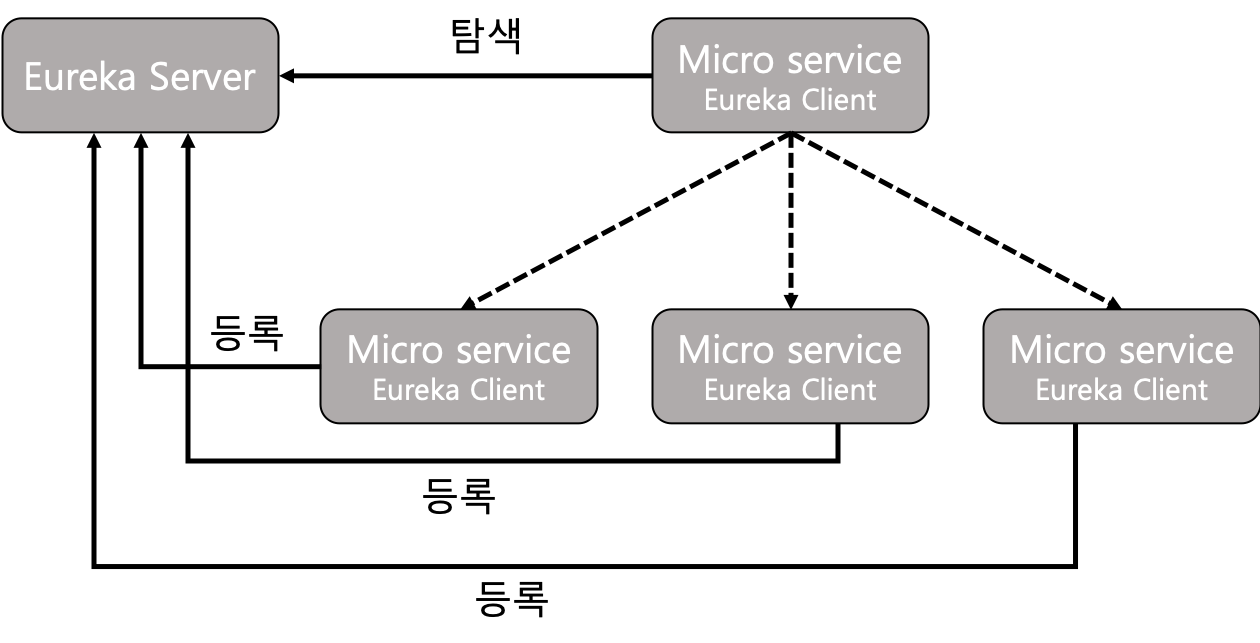 탐색
Eureka Server
Micro service
Eureka Client
등록
Micro service
Eureka Client
Micro service
Eureka Client
Micro service
Eureka Client
등록
등록